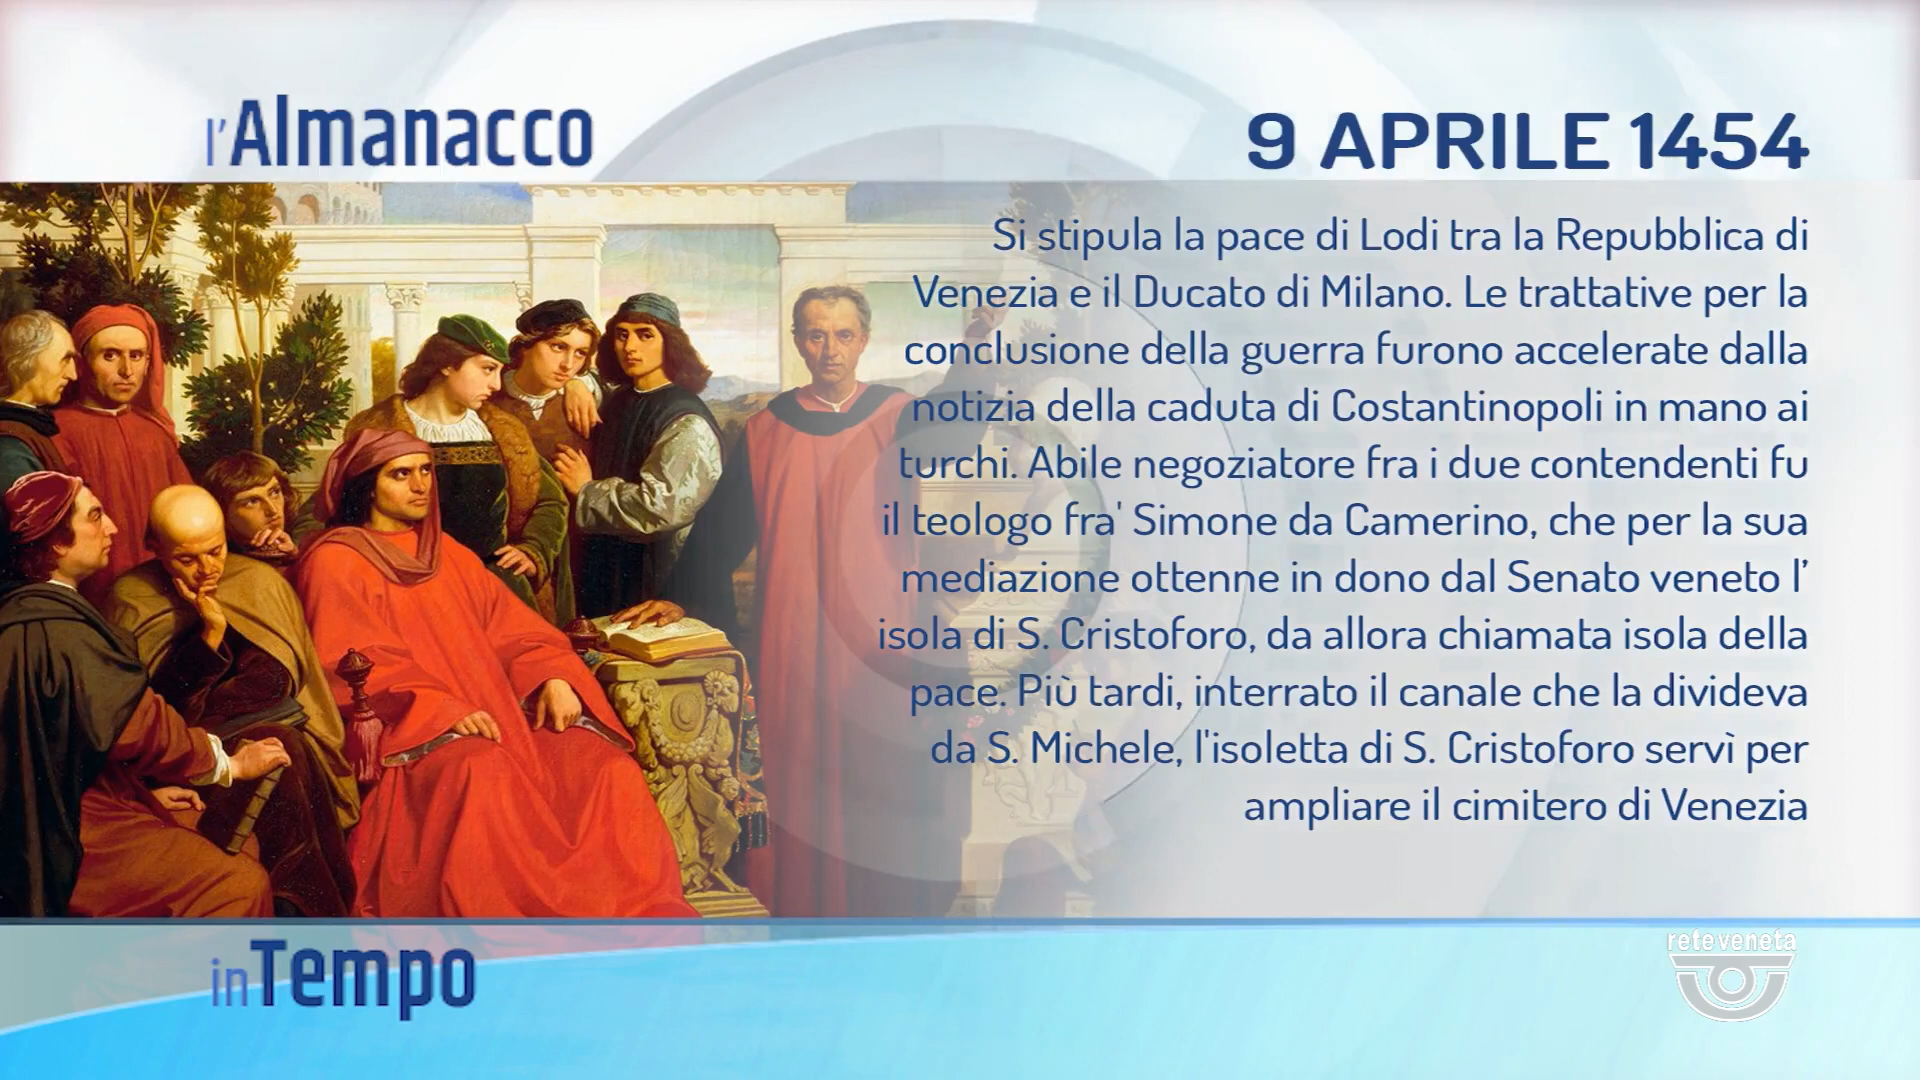 l'Almanacco
9 APRILE 1454
Si stipula la pace di Lodi tra la Repubblica di
Venezia e il Ducato di Milano. Le trattative per la
conclusione della guerra furono accelerate dalla
notizia della caduta di Costantinopoli in mano ai
turchi. Abile negoziatore fra i due contendenti fu
il teologo fra' Simone da Camerino, che per la sua
mediazione ottenne in dono dal Senato veneto l’
isola di S. Cristoforo, da allora chiamata isola della
pace. Più tardi, interrato il canale che la divideva
da S. Michele, l'isoletta di S. Cristoforo servì per
ampliare il cimitero di Venezia
inTempo
reteveneta